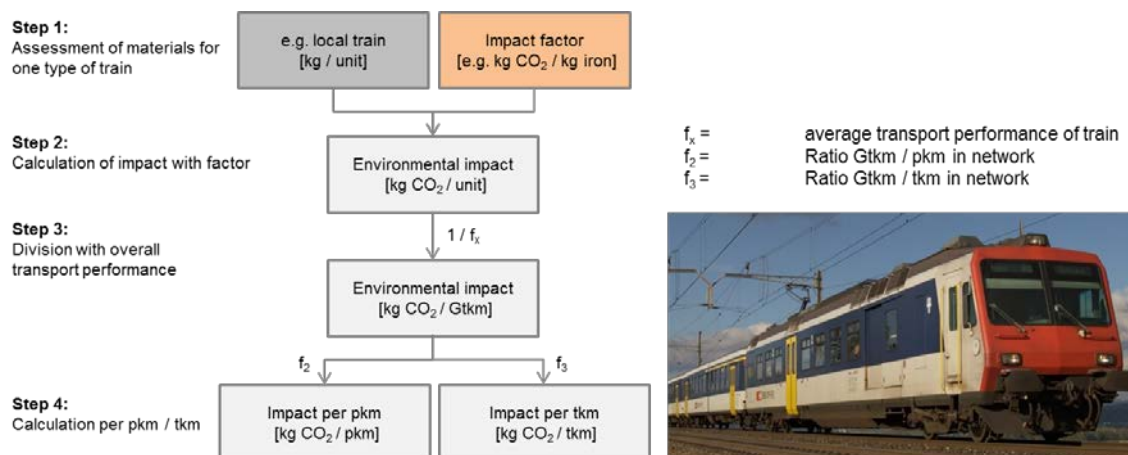 Step 1:
Assessment of materials for
one type of train
e.g. local train
[kg / unit]
Impact factor
[e.g. kg CO₂ / kg iron]
Step 2:
Calculation of impact with factor
Environmental impact
[kg CO₂ / unit]
Step 3:
Division with overall
transport performance
1 / fₓ
Environmental impact
[kg CO₂ / Gtkm]
f₂
f₃
Step 4:
Calculation per pkm / tkm
Impact per pkm
[kg CO₂ / pkm]
Impact per tkm
[kg CO₂ / tkm]
fₓ = average transport performance of train
f₂ = Ratio Gtkm / pkm in network
f₃ = Ratio Gtkm / tkm in network